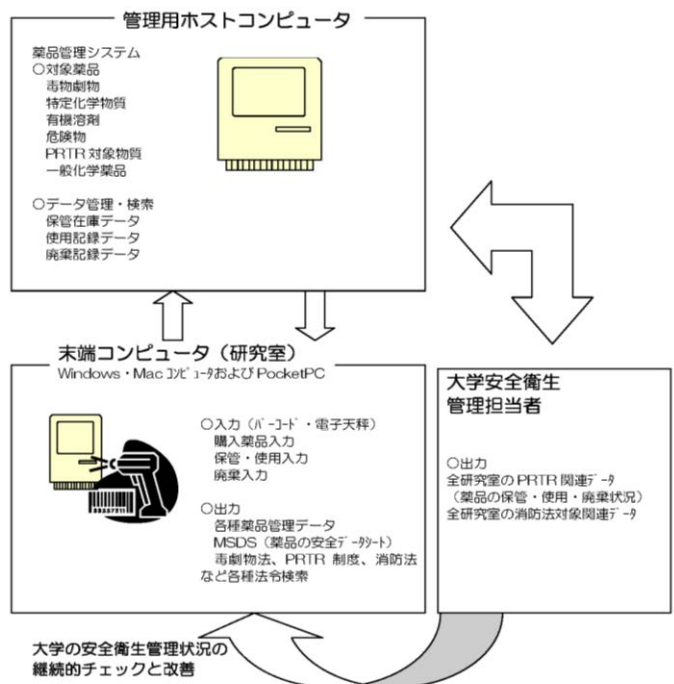 管理用ホストコンピュータ
薬品管理システム
○対象薬品
毒物劇物
特定化学物質
有機溶剤
危険物
PRTR対象物質
一般化学薬品
○データ管理・検索
保管在庫データ
使用記録データ
廃棄記録データ
末端コンピュータ（研究室）
Windows・Mac ｺﾝﾋﾟｭｰﾀおよび PocketPC
○入力（ﾊﾞｰｺｰﾄﾞ・電子天秤）
購入薬品入力
保管・使用入力
廃棄入力
○出力
各種薬品管理データ
MSDS（薬品の安全ﾃﾞｰﾀｼｰﾄ）
毒劇物法、PRTR 制度、消防法
など各種法令検索
大学安全衛生
管理担当者
○出力
全研究室の PRTR 関連ﾃﾞｰﾀ
（薬品の保管・使用・廃棄状況）
全研究室の消防法対象関連ﾃﾞｰﾀ
大学の安全衛生管理状況の
継続的チェックと改善